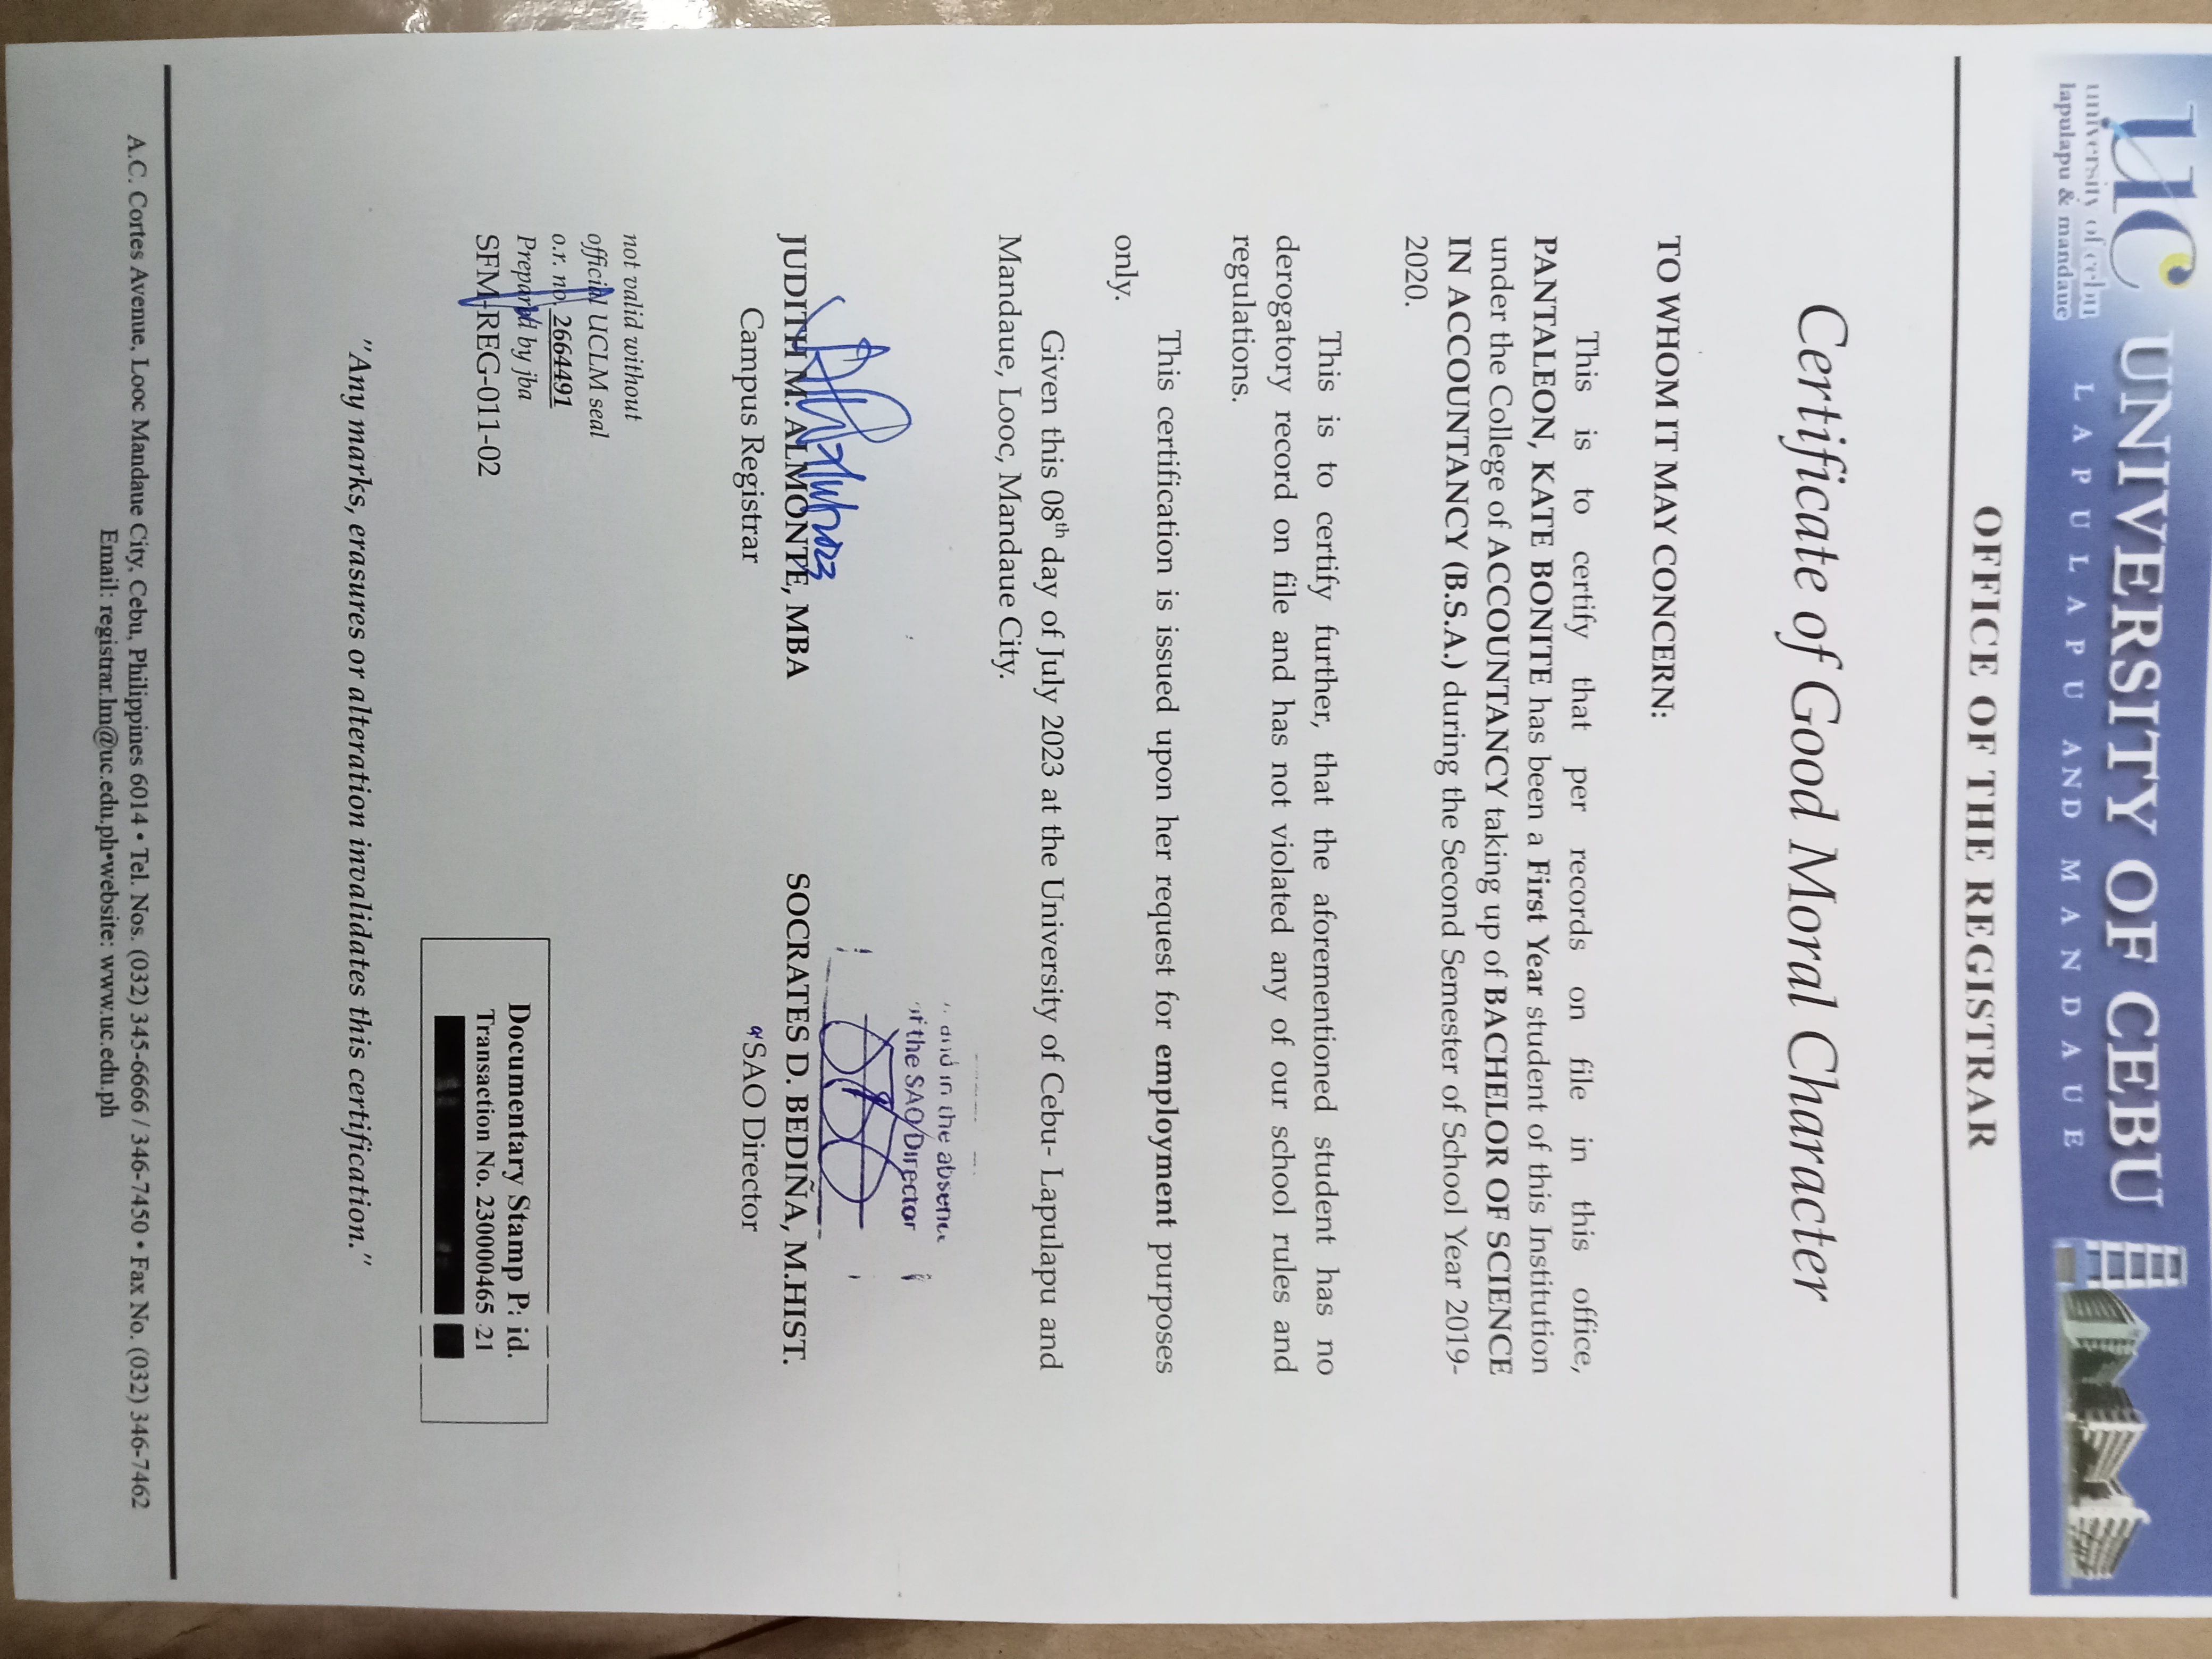 UC
university of cebu
lapulapu & mandaue
UNIVERSITY OF CEBU
LAPULAPU AND MANDAUE
OFFICE OF THE REGISTRAR
Certificate of Good Moral Character
TO WHOM IT MAY CONCERN:
This is to certify that per records on file in this office,
PANTALEON, KATE BONITE has been a First Year student of this Institution
under the College of ACCOUNTANCY taking up of BACHELOR OF SCIENCE
IN ACCOUNTANCY (B.S.A.) during the Second Semester of School Year 2019-
2020.
This is to certify further, that the aforementioned student has no
derogatory record on file and has not violated any of our school rules and
regulations.
This certification is issued upon her request for employment purposes
only.
Given this 08th day of July 2023 at the University of Cebu- Lapulapu and
Mandaue, Looc, Mandaue City.
and in the absence
of the SAO/Director
JUDITH M. ALMONTE, MBA
Campus Registrar
SOCRATES D. BEDIÑA, M.HIST.
SAO Director
not valid without
official UCLM seal
o.r. no. 2664491
Prepared by jba
SFM-REG-011-02
Documentary Stamp P: id.
Transaction No. 230000465 21
"Any marks, erasures or alteration invalidates this certification."
A.C. Cortes Avenue, Looc Mandaue City, Cebu, Philippines 6014 • Tel. Nos. (032) 345-6666 / 346-7450 • Fax No. (032) 346-7462
Email: registrar.lm@uc.edu.ph•website: www.uc.edu.ph